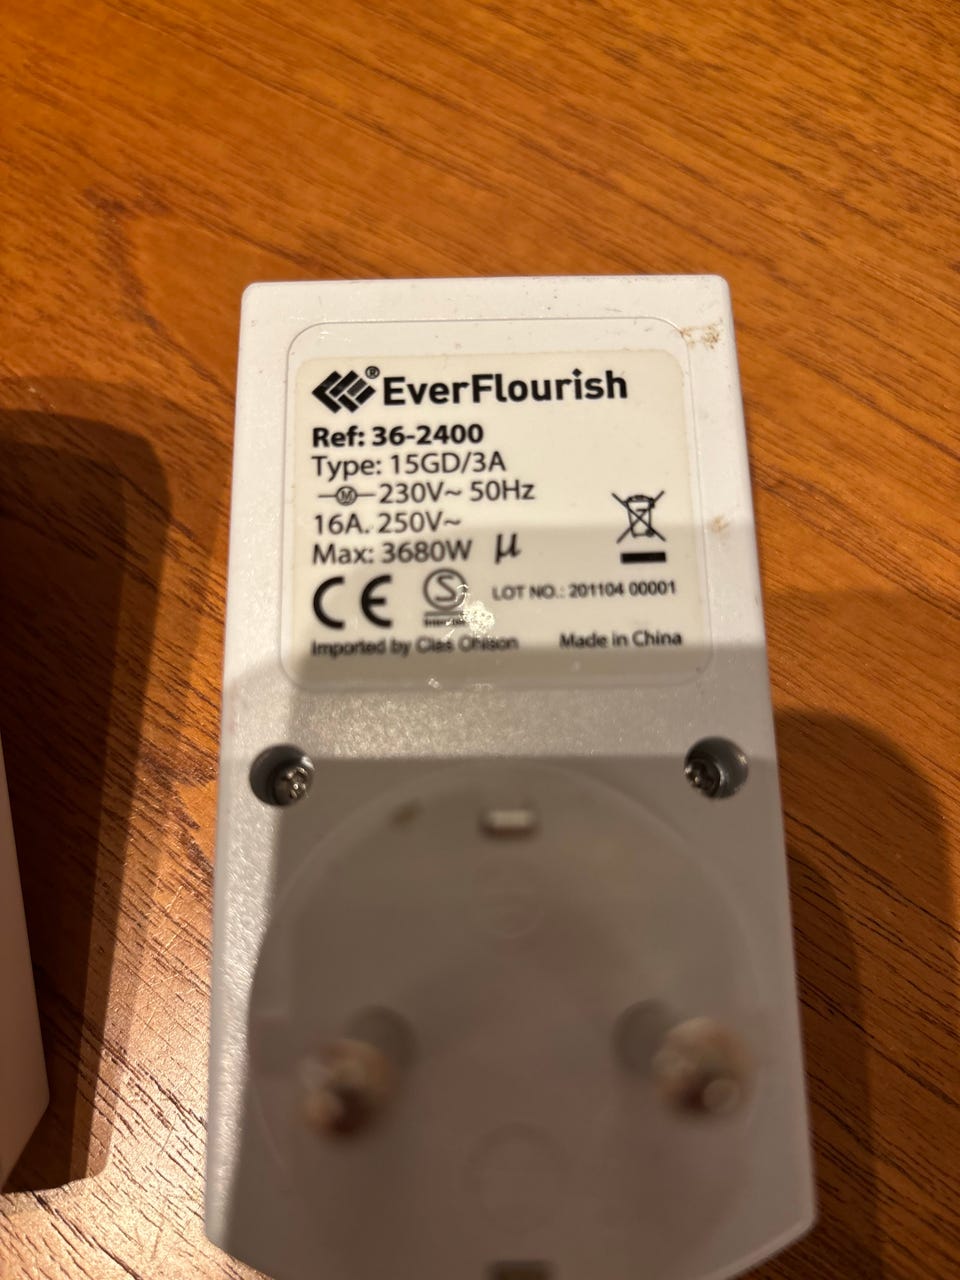 ® EverFlourish
Ref: 36-2400
Type: 15GD/3A
M 230V~ 50Hz
16A. 250V~
Max: 3680W µ
CE S LOT NO.: 201104 00001
Imported by Clas Ohlson Made in China